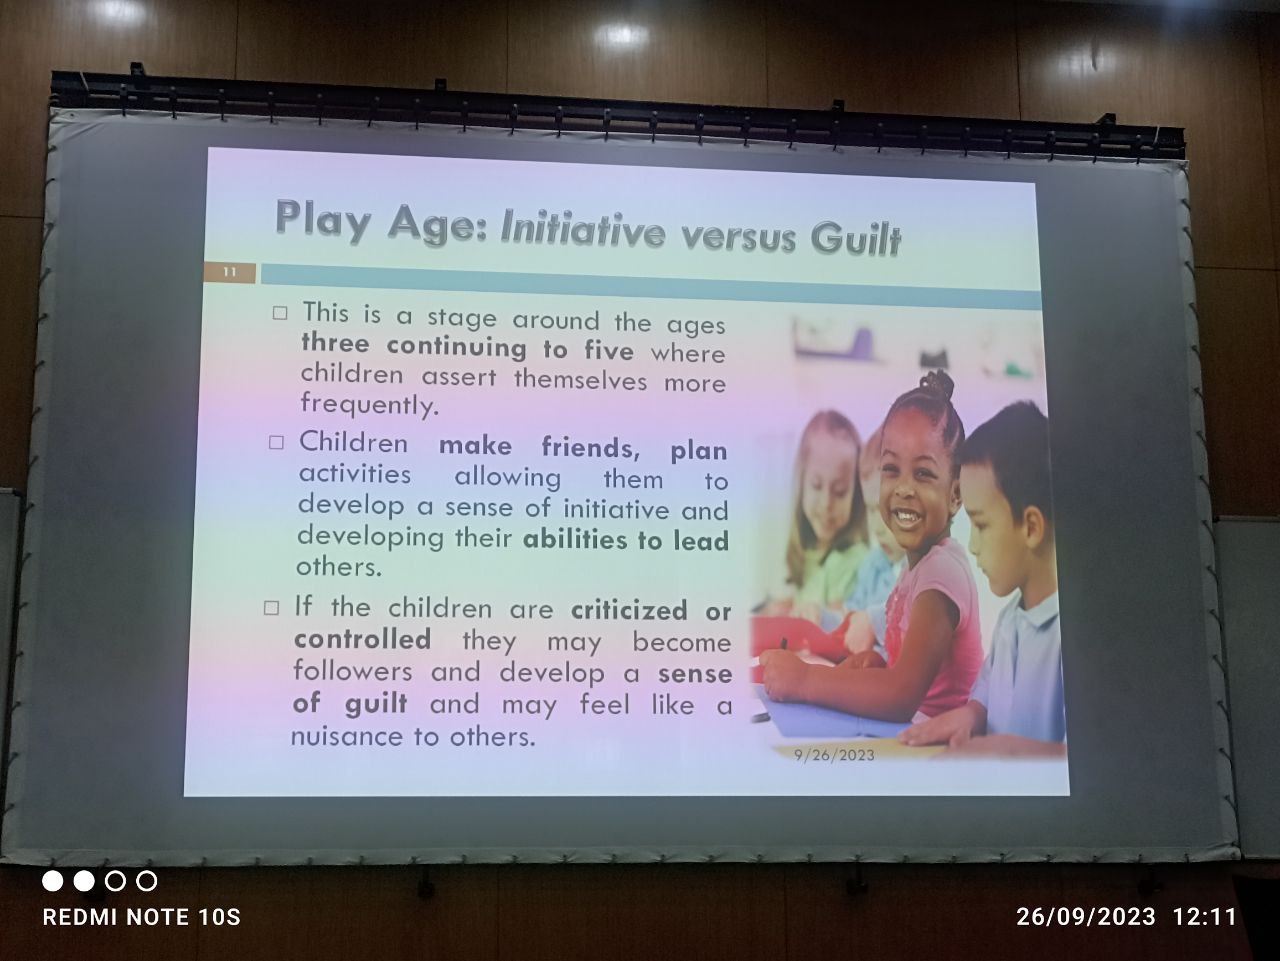 Play Age: Initiative versus Guilt
11
□ This is a stage around the ages
three continuing to five where
children assert themselves more
frequently.
□ Children make friends, plan
activities allowing them to
develop a sense of initiative and
developing their abilities to lead
others.
□ If the children are criticized or
controlled they may become
followers and develop a sense
of guilt and may feel like a
nuisance to others.
9/26/2023
REDMI NOTE 10S
26/09/2023 12:11